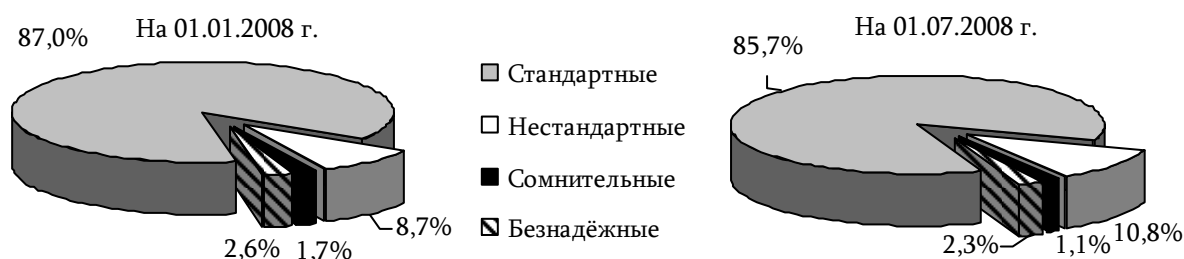 На 01.01.2008 г.
87,0%
8,7%
2,6%
1,7%
Стандартные
Нестандартные
Сомнительные
Безнадёжные
На 01.07.2008 г.
85,7%
2,3%
1,1%
10,8%